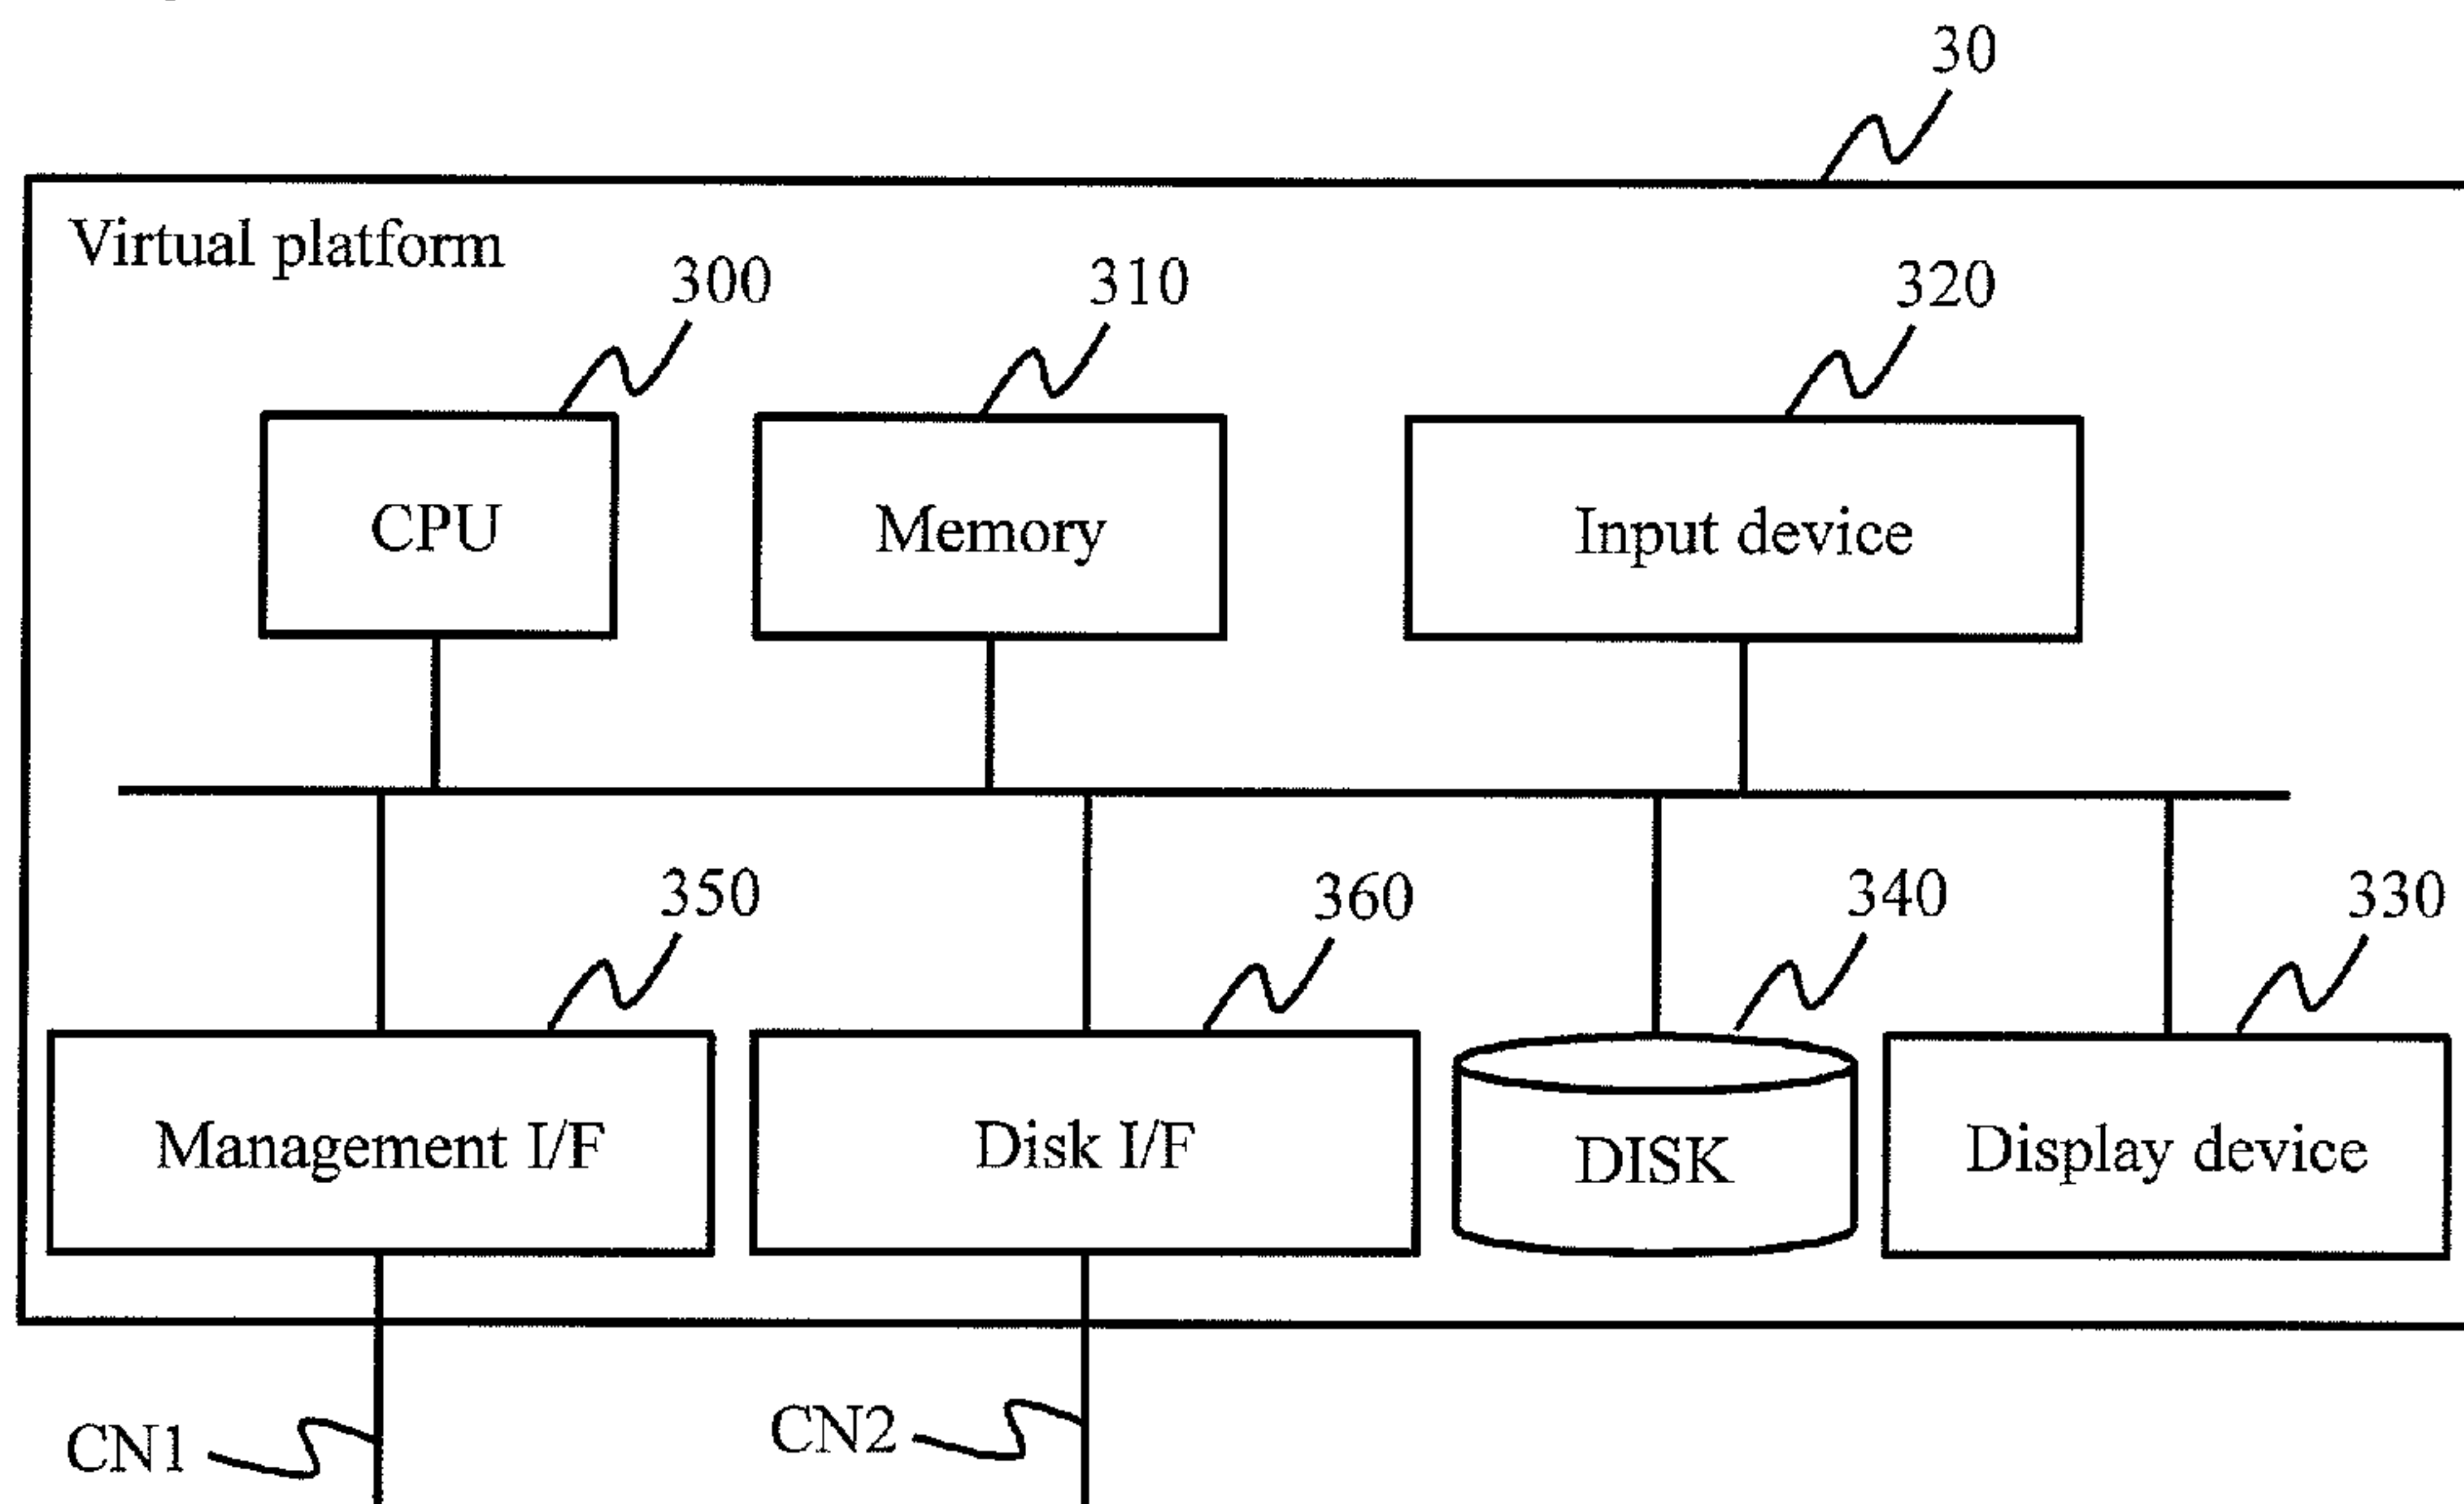 30
Virtual platform
300
310
320
CPU
Memory
Input device
350
360
340
330
Management I/F
Disk I/F
DISK
Display device
CN1
CN2